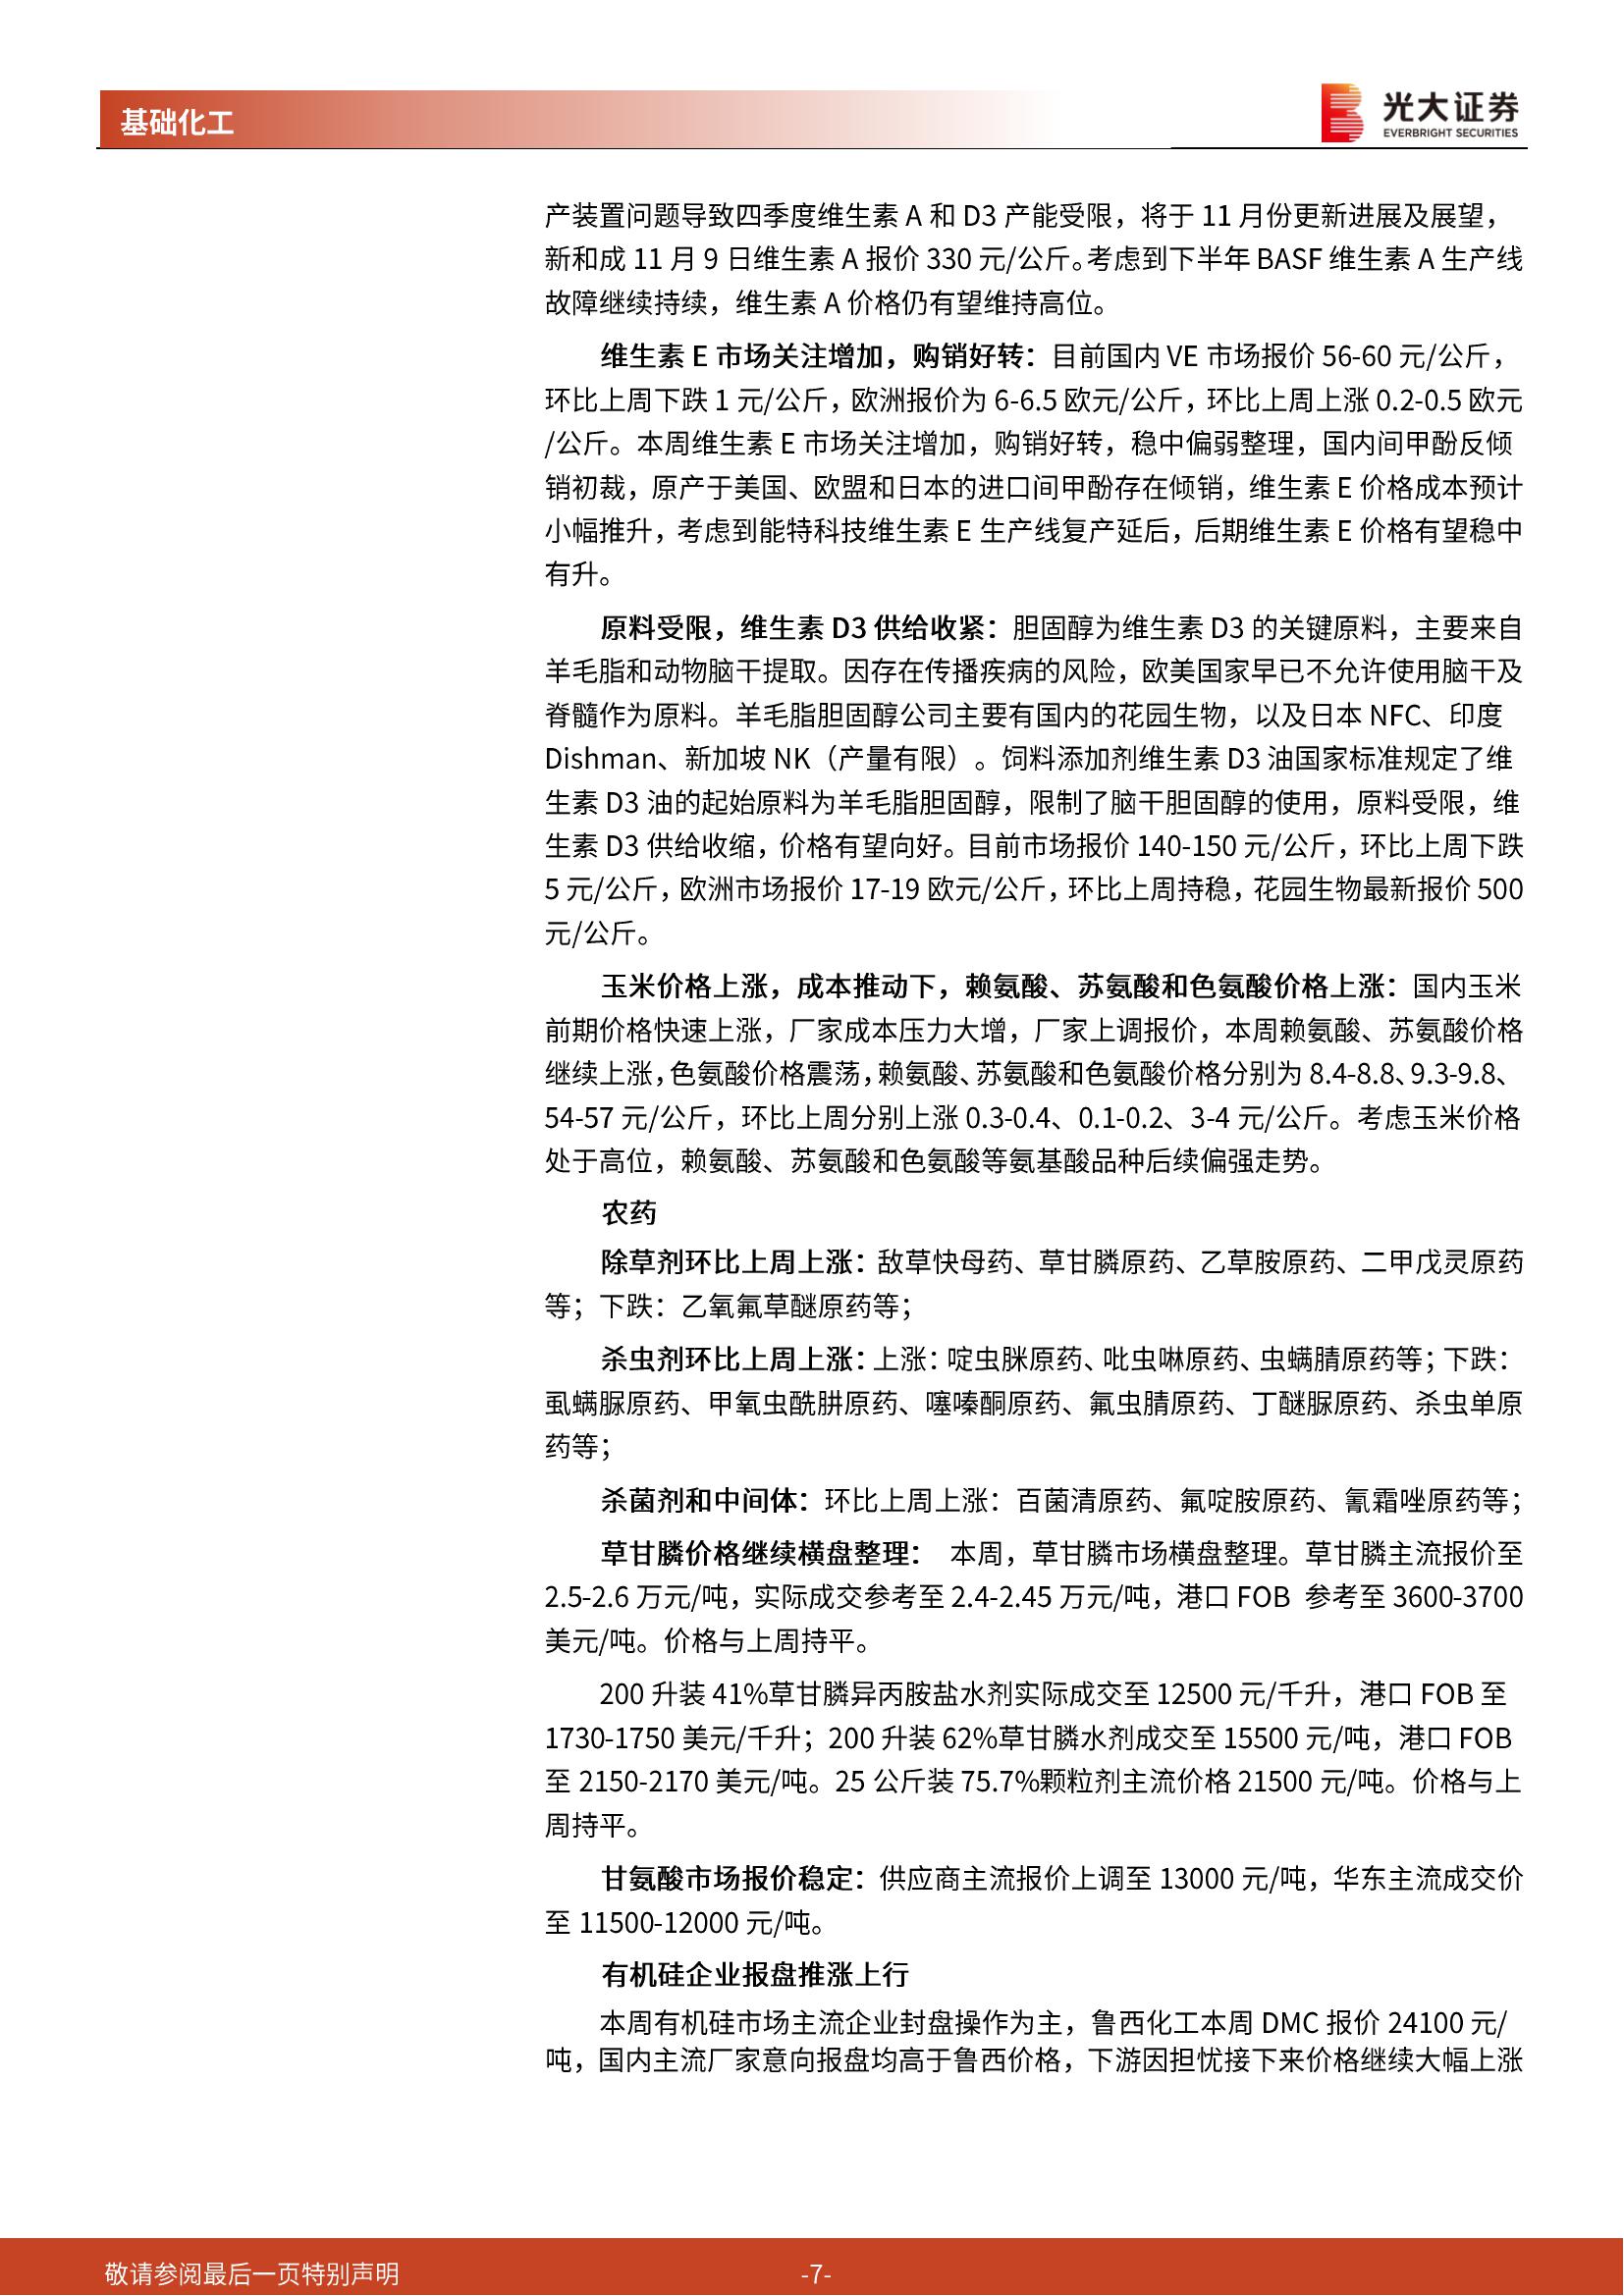 基础化工
光大证券
EVERBRIGHT SECURITIES
产装置问题导致四季度维生素 A 和 D3 产能受限，将于 11 月份更新进展及展望，
新和成 11 月 9 日维生素 A 报价 330 元/公斤。考虑到下半年 BASF 维生素 A 生产线
故障继续持续，维生素 A 价格仍有望维持高位。
维生素 E 市场关注增加，购销好转：目前国内 VE 市场报价 56-60 元/公斤，
环比上周下跌 1 元/公斤，欧洲报价为 6-6.5 欧元/公斤，环比上周上涨 0.2-0.5 欧元
/公斤。本周维生素 E 市场关注增加，购销好转，稳中偏弱整理，国内间甲酚反倾
销初裁，原产于美国、欧盟和日本的进口间甲酚存在倾销，维生素 E 价格成本预计
小幅推升，考虑到能特科技维生素 E 生产线复产延后，后期维生素 E 价格有望稳中
有升。
原料受限，维生素 D3 供给收紧：胆固醇为维生素 D3 的关键原料，主要来自
羊毛脂和动物脑干提取。因存在传播疾病的风险，欧美国家早已不允许使用脑干及
脊髓作为原料。羊毛脂胆固醇公司主要有国内的花园生物，以及日本 NFC、印度
Dishman、新加坡 NK（产量有限）。饲料添加剂维生素 D3 油国家标准规定了维
生素 D3 油的起始原料为羊毛脂胆固醇，限制了脑干胆固醇的使用，原料受限，维
生素 D3 供给收缩，价格有望向好。目前市场报价 140-150 元/公斤，环比上周下跌
5 元/公斤，欧洲市场报价 17-19 欧元/公斤，环比上周持稳，花园生物最新报价 500
元/公斤。
玉米价格上涨，成本推动下，赖氨酸、苏氨酸和色氨酸价格上涨：国内玉米
前期价格快速上涨，厂家成本压力大增，厂家上调报价，本周赖氨酸、苏氨酸价格
继续上涨，色氨酸价格震荡，赖氨酸、苏氨酸和色氨酸价格分别为 8.4-8.8、9.3-9.8、
54-57 元/公斤，环比上周分别上涨 0.3-0.4、0.1-0.2、3-4 元/公斤。考虑玉米价格
处于高位，赖氨酸、苏氨酸和色氨酸等氨基酸品种后续偏强走势。
农药
除草剂环比上周上涨：敌草快母药、草甘膦原药、乙草胺原药、二甲戊灵原药
等；下跌：乙氧氟草醚原药等；
杀虫剂环比上周上涨：上涨：啶虫脒原药、吡虫啉原药、虫螨腈原药等；下跌：
虱螨脲原药、甲氧虫酰肼原药、噻嗪酮原药、氟虫腈原药、丁醚脲原药、杀虫单原
药等；
杀菌剂和中间体：环比上周上涨：百菌清原药、氟啶胺原药、氰霜唑原药等；
草甘膦价格继续横盘整理： 本周，草甘膦市场横盘整理。草甘膦主流报价至
2.5-2.6 万元/吨，实际成交参考至 2.4-2.45 万元/吨，港口 FOB 参考至 3600-3700
美元/吨。价格与上周持平。
200 升装 41%草甘膦异丙胺盐水剂实际成交至 12500 元/千升，港口 FOB 至
1730-1750 美元/千升；200 升装 62%草甘膦水剂成交至 15500 元/吨，港口 FOB
至 2150-2170 美元/吨。25 公斤装 75.7%颗粒剂主流价格 21500 元/吨。价格与上
周持平。
甘氨酸市场报价稳定：供应商主流报价上调至 13000 元/吨，华东主流成交价
至 11500-12000 元/吨。
有机硅企业报盘推涨上行
本周有机硅市场主流企业封盘操作为主，鲁西化工本周 DMC 报价 24100 元/
吨，国内主流厂家意向报盘均高于鲁西价格，下游因担忧接下来价格继续大幅上涨
敬请参阅最后一页特别声明
-7-